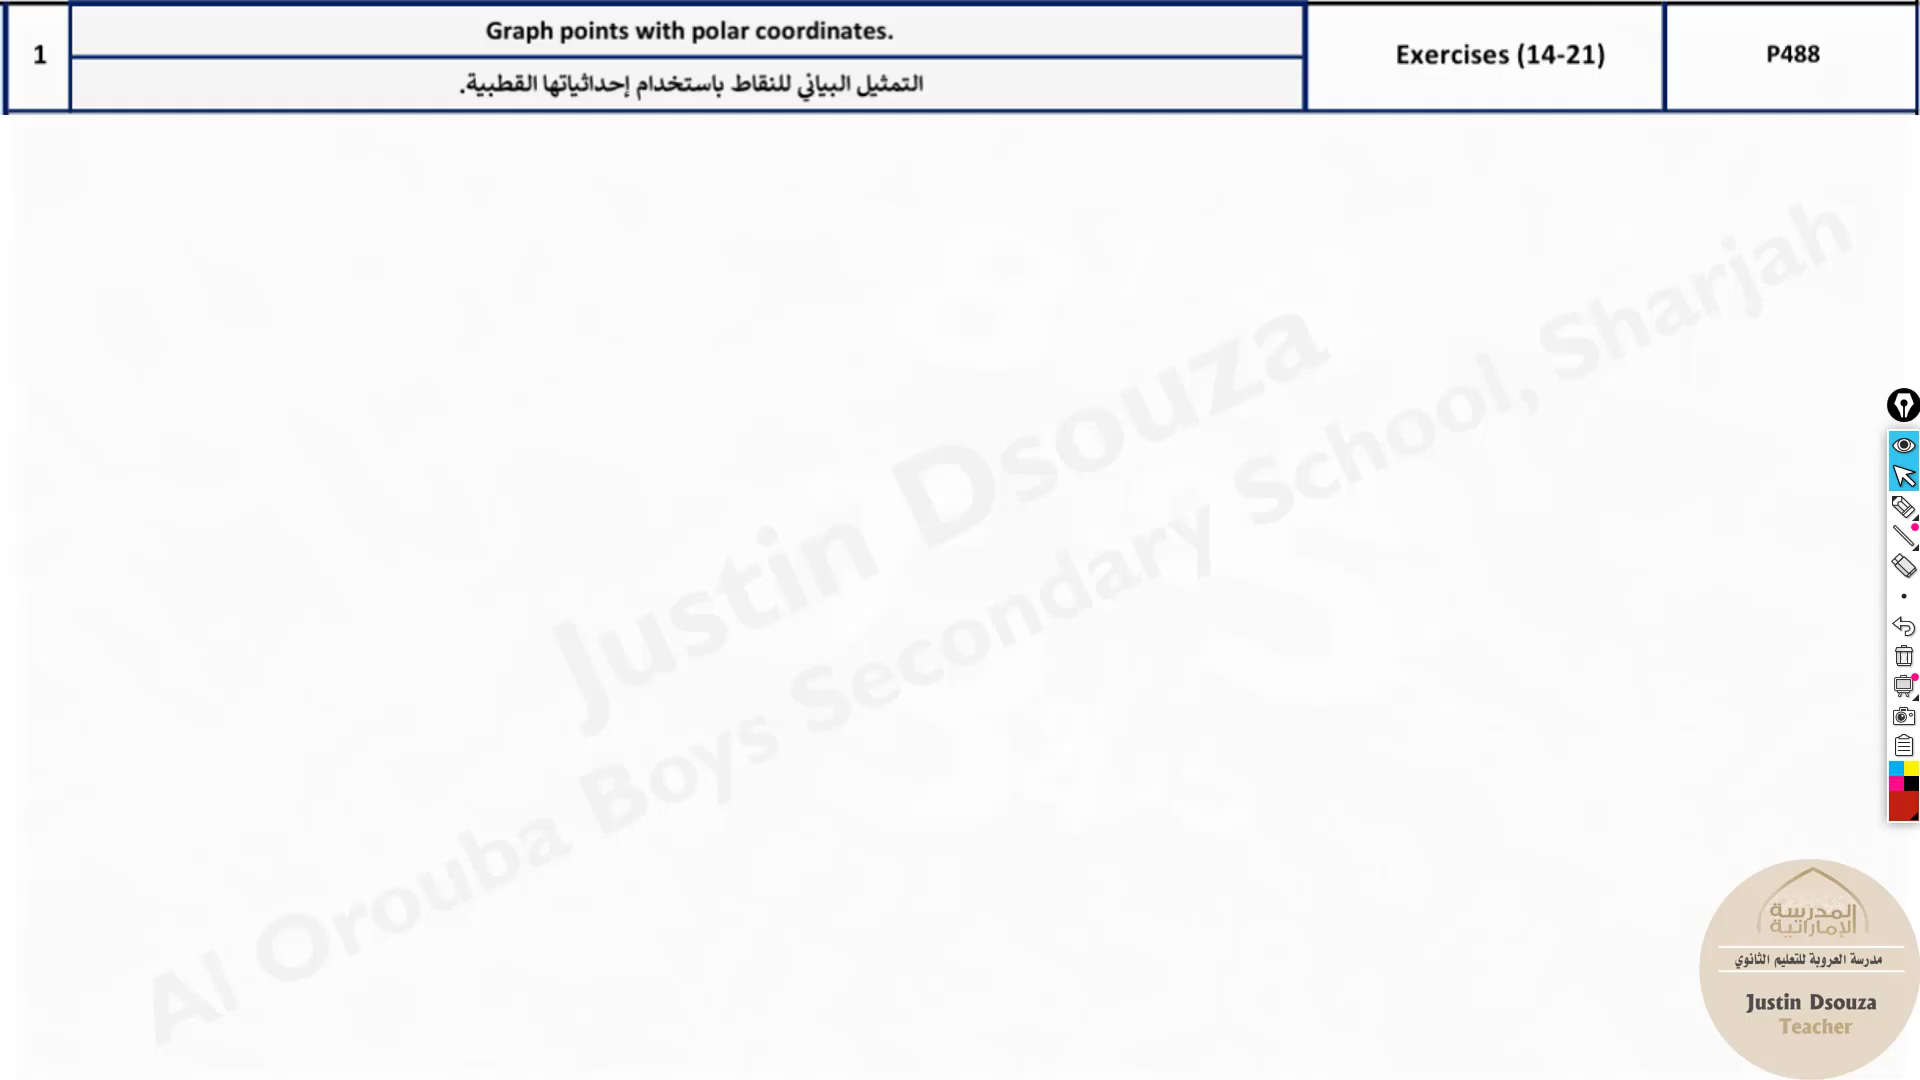 1
Graph points with polar coordinates.
التمثيل البياني للنقاط باستخدام إحداثياتها القطبية.
Exercises (14-21)
P488
Justin Dsouza
Al Orouba Boys Secondary School, Sharjah
المدرسة
الإماراتية
مدرسة العروبة للتعليم الثانوي
Justin Dsouza
Teacher